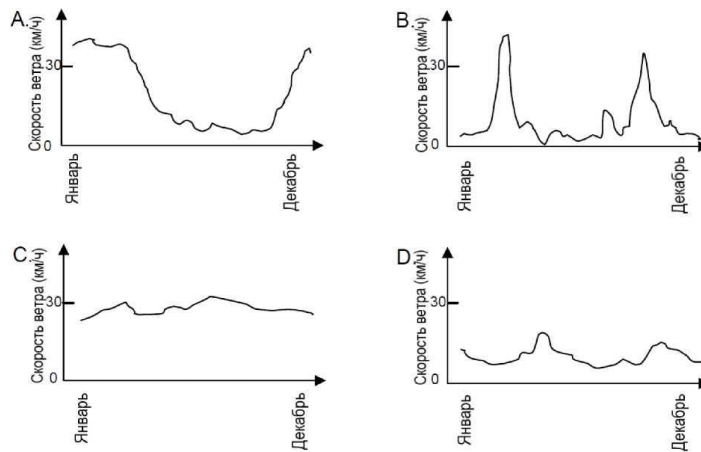 A.
Скорость ветра (км/ч)
30
0
Январь
Декабрь
B.
Скорость ветра (км/ч)
30
0
Январь
Декабрь
C.
Скорость ветра (км/ч)
30
0
Январь
Декабрь
D.
Скорость ветра (км/ч)
30
0
Январь
Декабрь